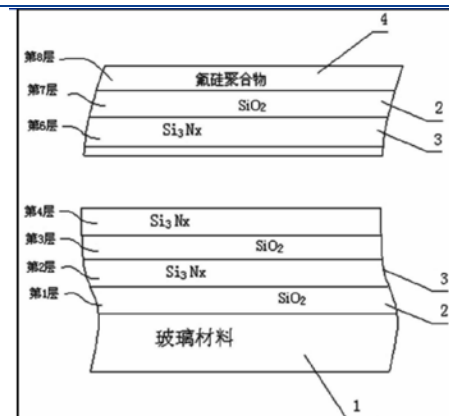 4
第8层 氟硅聚合物
第7层 SiO2 2
第6层 Si3Nx 3
第4层 Si3Nx
第3层 SiO2
第2层 Si3Nx 3
第1层 SiO2 2
玻璃材料
1